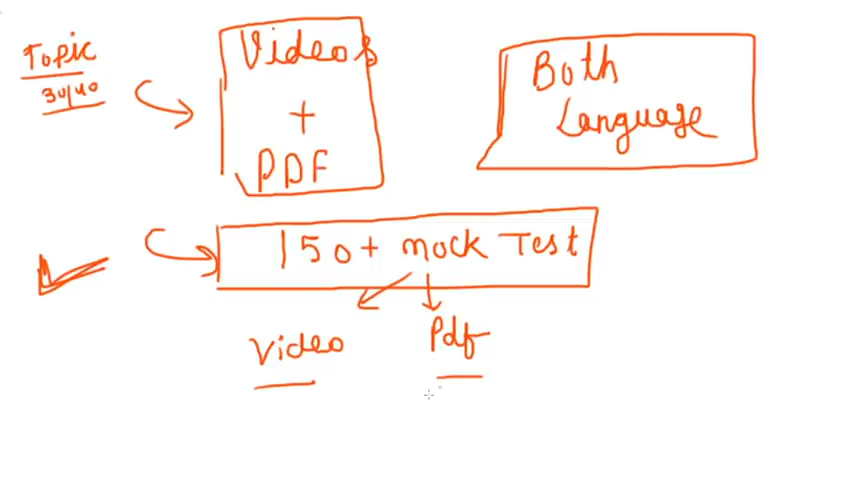 Topic
30/40
Videos
+
PDF
Both
Language
150+ mock Test
Video
Pdf